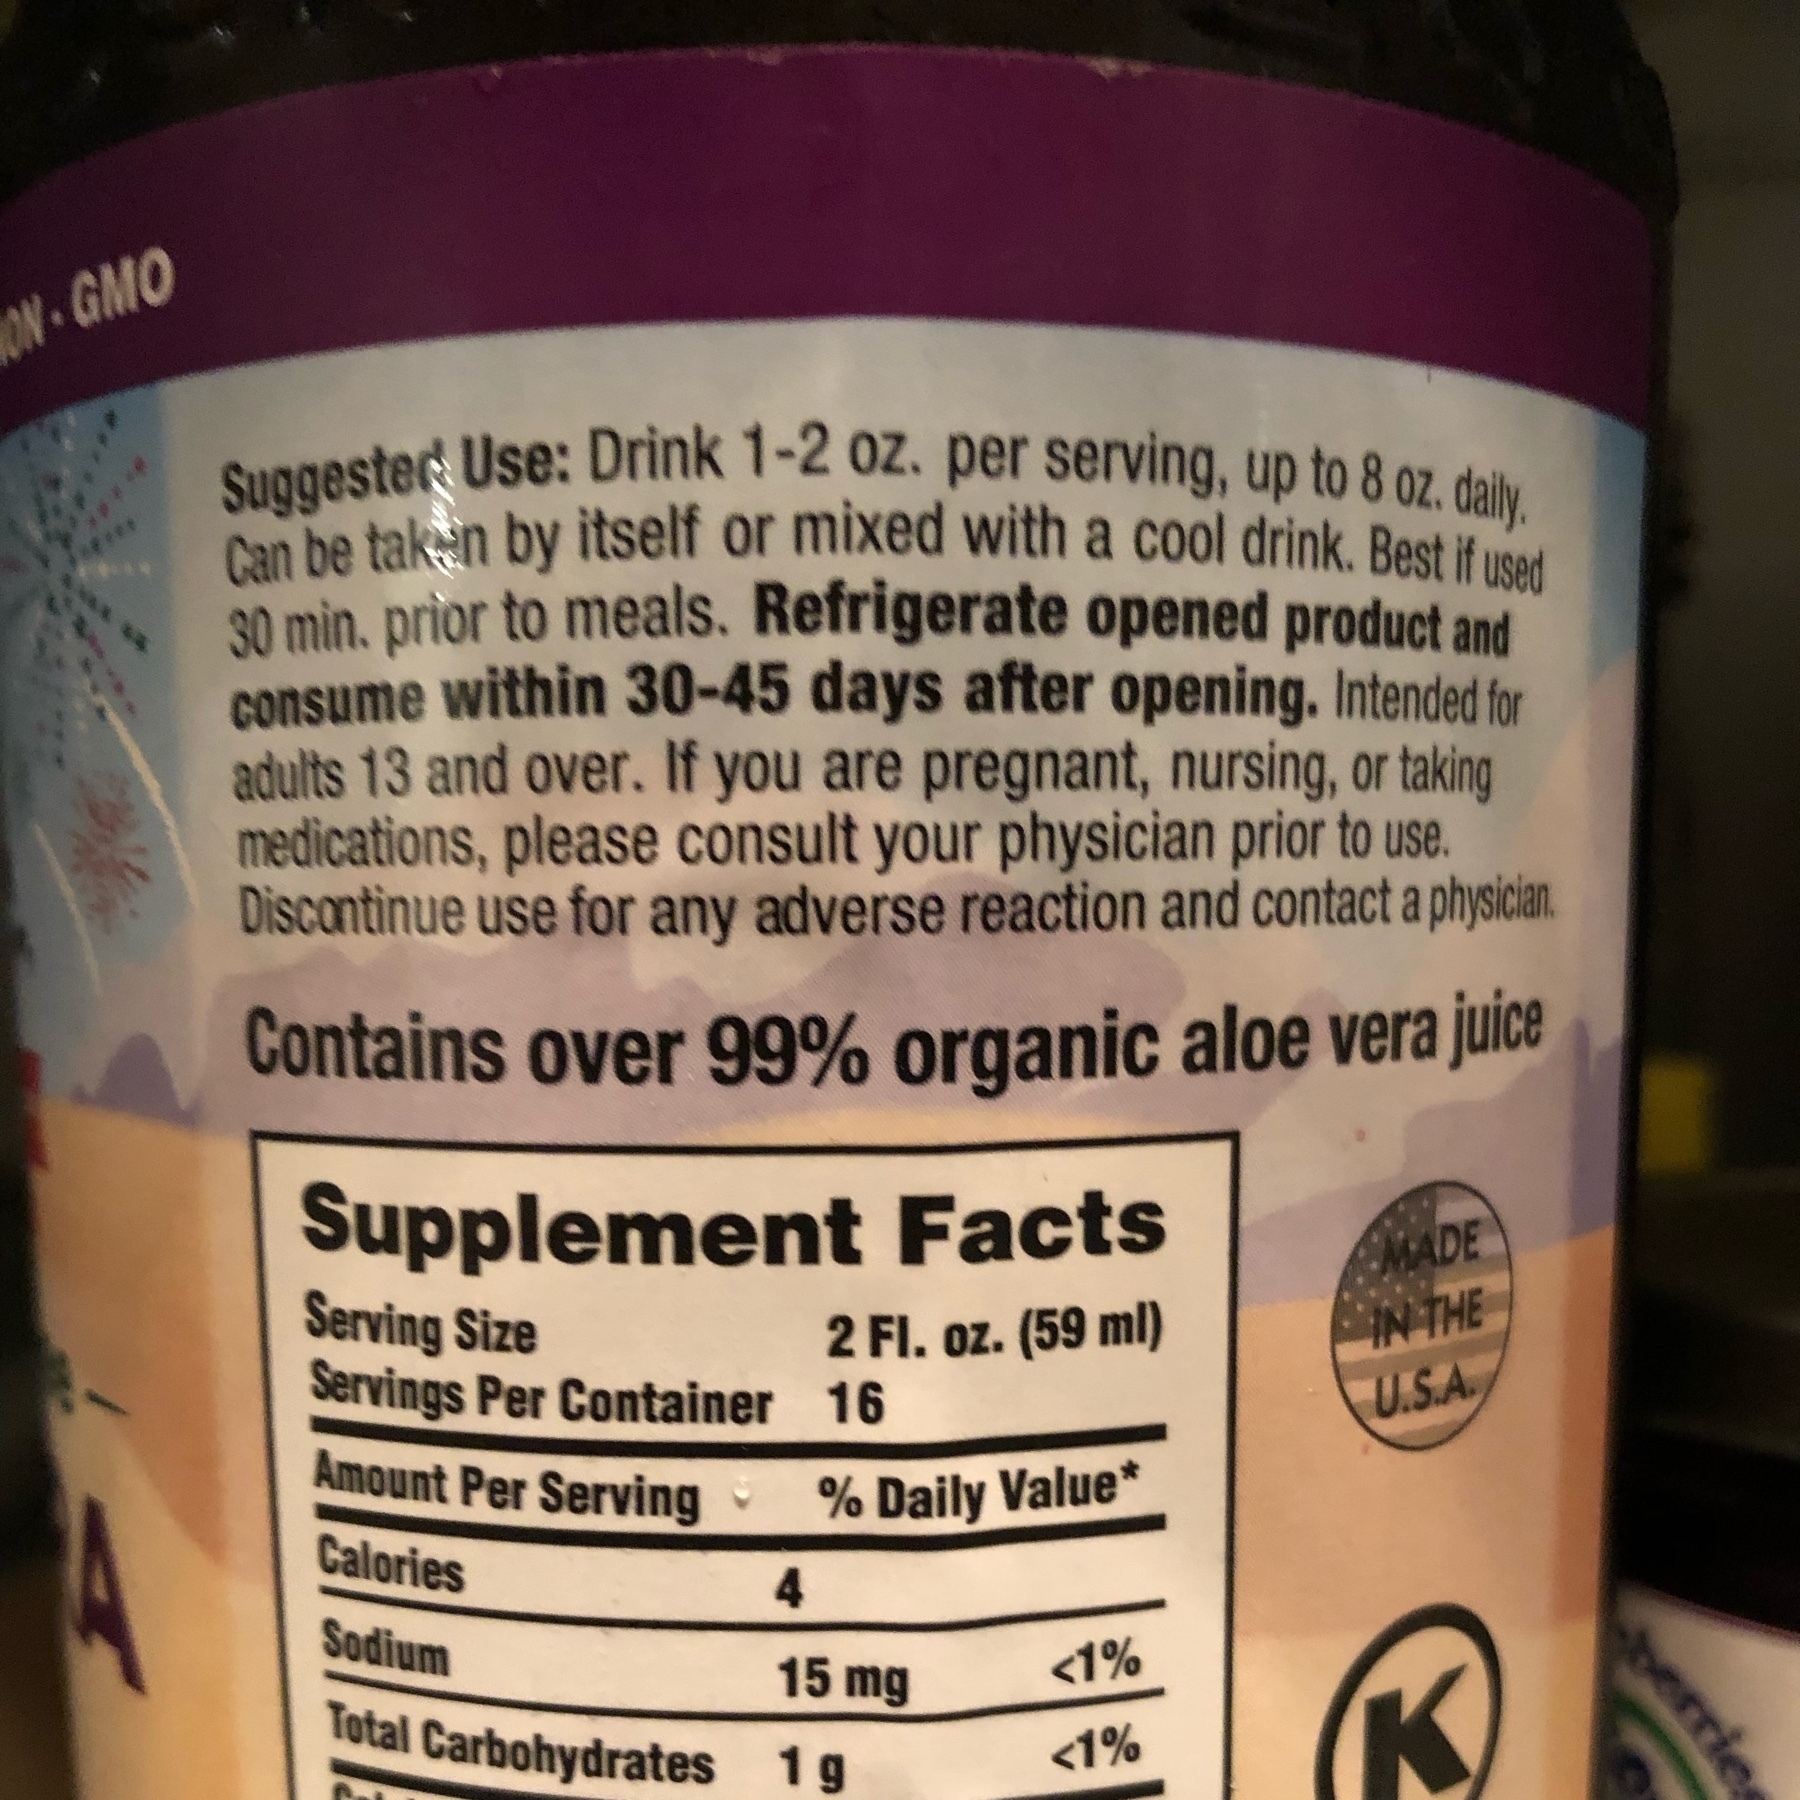 GMO
Suggested Use: Drink 1-2 oz. per serving, up to 8 oz. daily.
Can be taken by itself or mixed with a cool drink. Best if used
30 min. prior to meals. Refrigerate opened product and
consume within 30-45 days after opening. Intended for
adults 13 and over. If you are pregnant, nursing, or taking
medications, please consult your physician prior to use.
Discontinue use for any adverse reaction and contact a physician.
Contains over 99% organic aloe vera juice
Supplement Facts
Serving Size 2 Fl. oz. (59 ml)
Servings Per Container 16
Amount Per Serving % Daily Value*
Calories 4
Sodium 15 mg <1%
Total Carbohydrates 1 g <1%
MADE
IN THE
U.S.A.
K
A